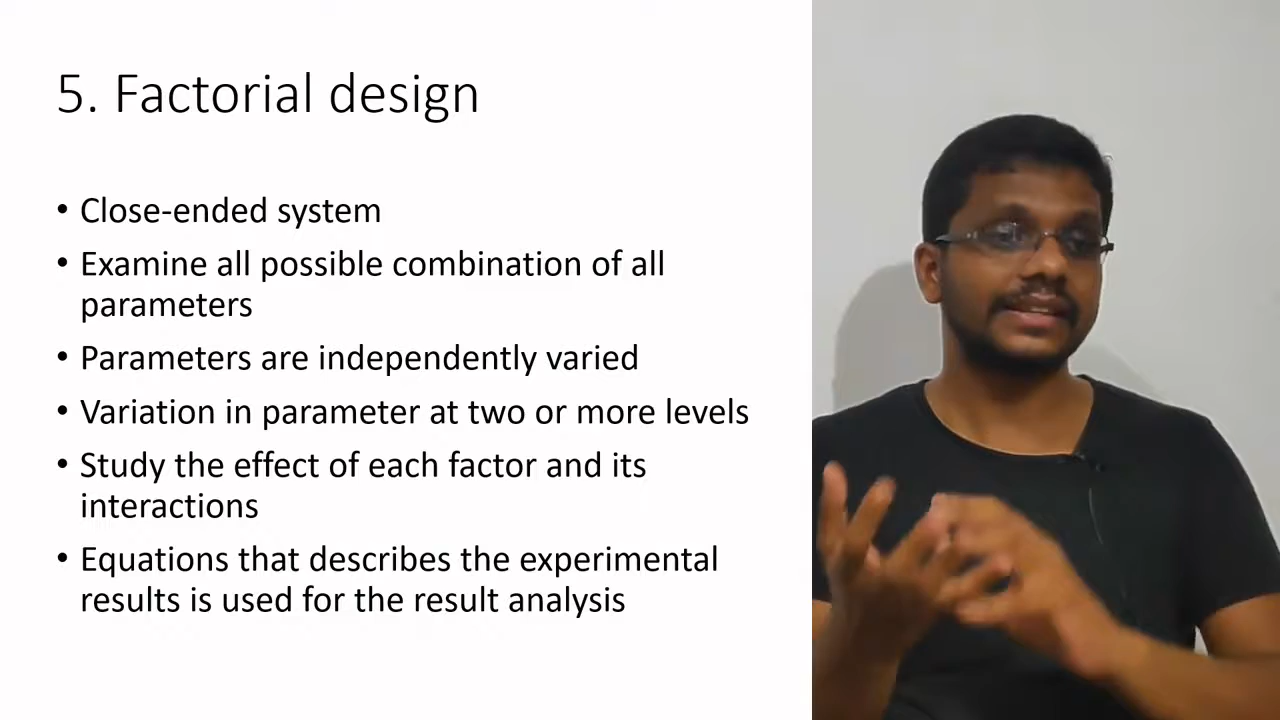 5. Factorial design
• Close-ended system
• Examine all possible combination of all
parameters
• Parameters are independently varied
• Variation in parameter at two or more levels
• Study the effect of each factor and its
interactions
• Equations that describes the experimental
results is used for the result analysis